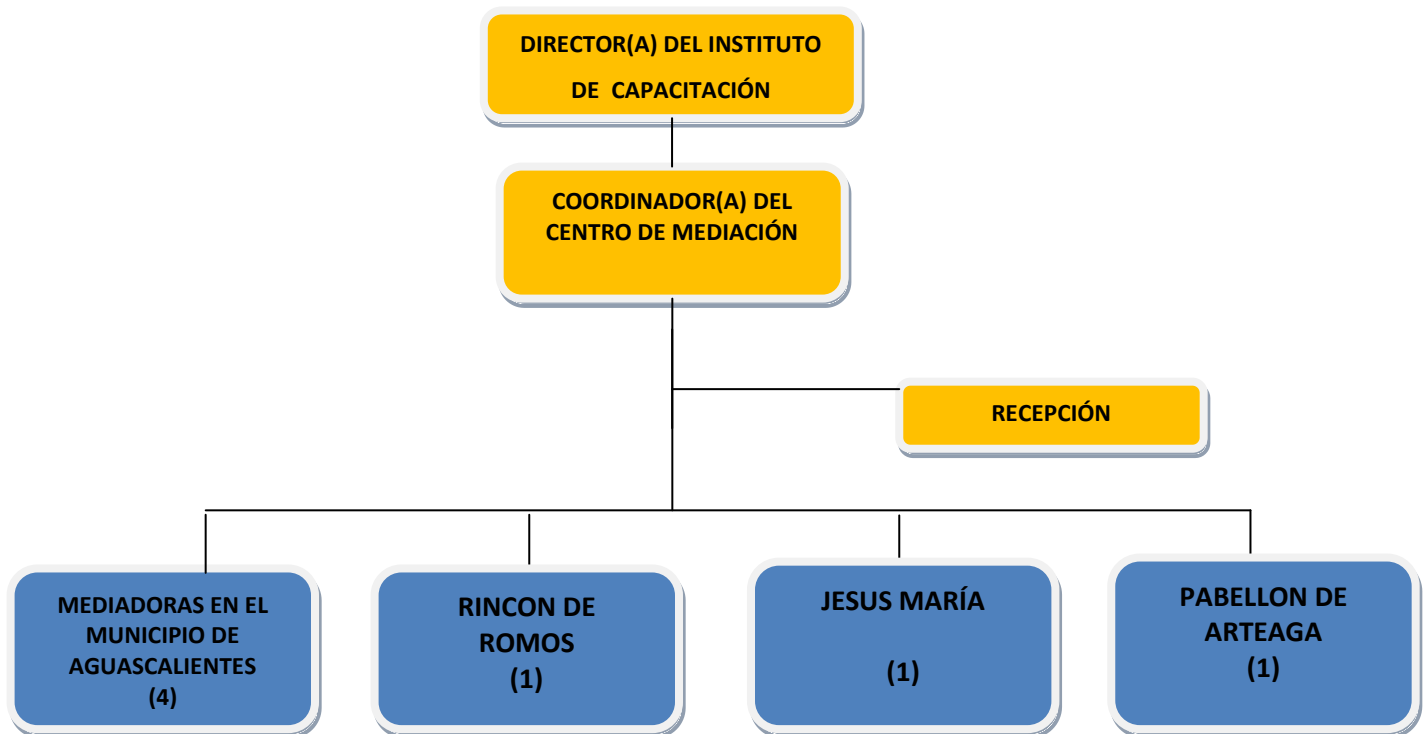 DIRECTOR(A) DEL INSTITUTO
DE CAPACITACIÓN
COORDINADOR(A) DEL
CENTRO DE MEDIACIÓN
RECEPCIÓN
MEDIADORAS EN EL
MUNICIPIO DE
AGUASCALIENTES
(4)
RINCON DE
ROMOS
(1)
JESUS MARÍA
(1)
PABELLON DE
ARTEAGA
(1)